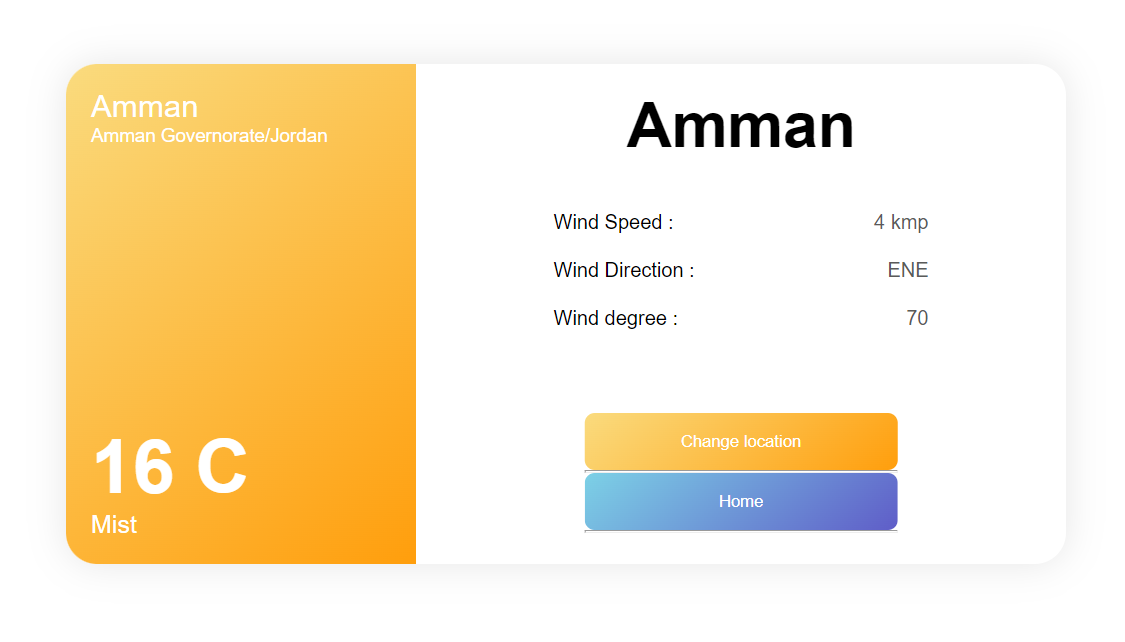 Amman
Amman Governorate/Jordan
16 C
Mist
Amman
Wind Speed : 4 kmp
Wind Direction : ENE
Wind degree : 70
Change location
Home